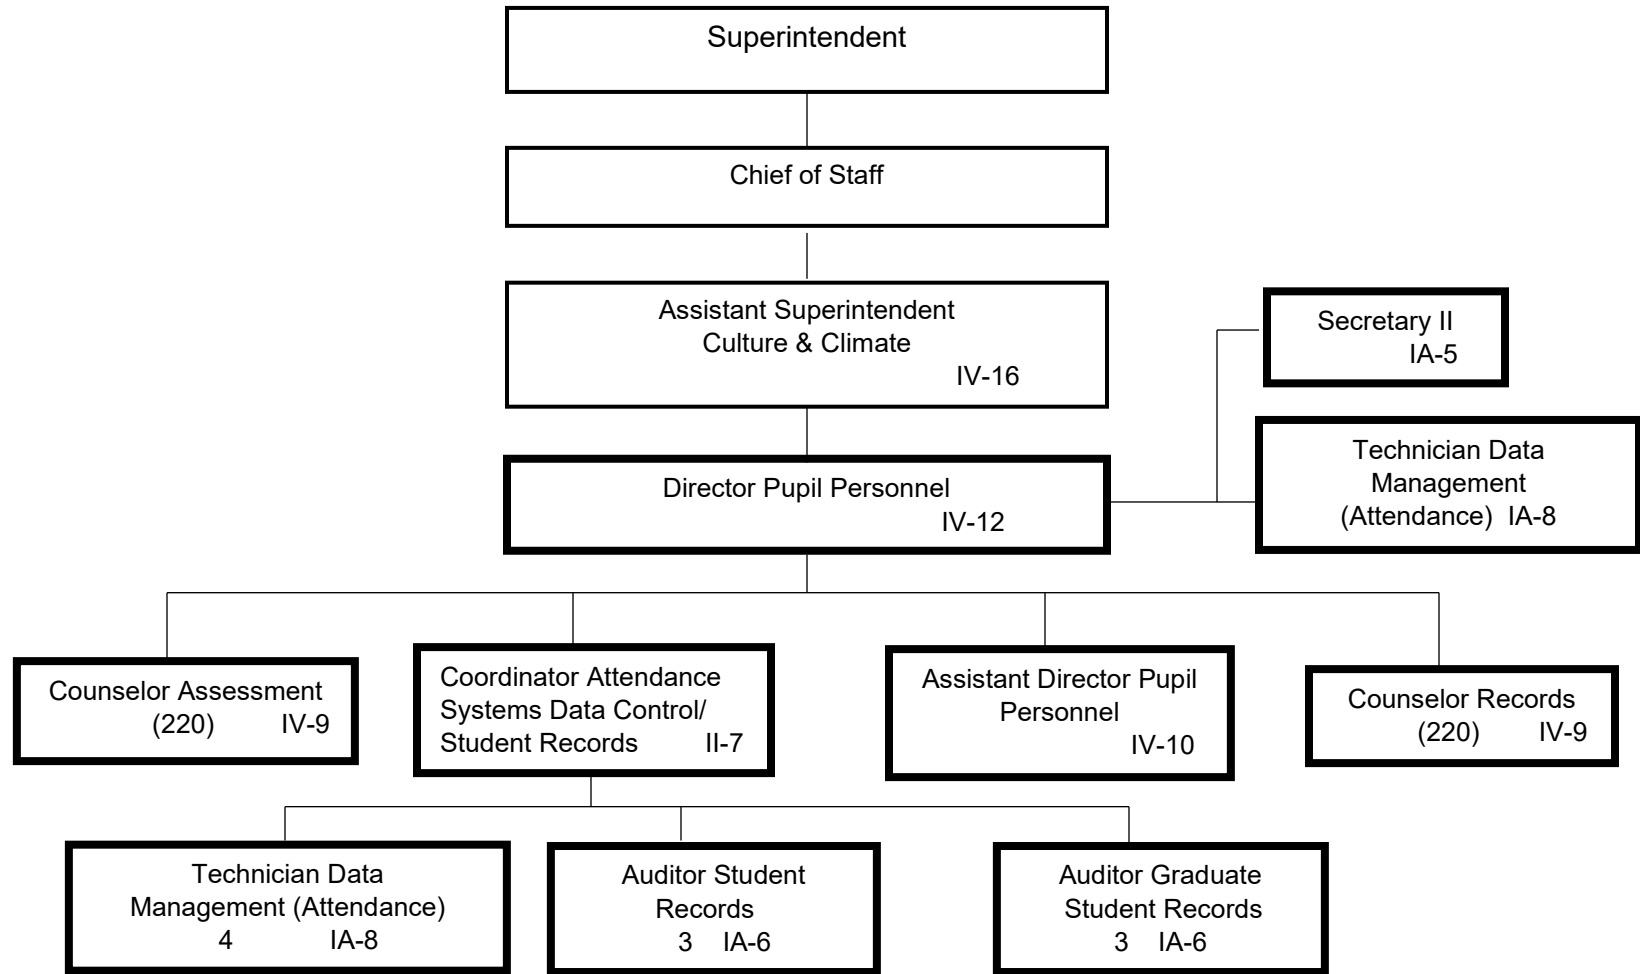 Superintendent
Chief of Staff
Assistant Superintendent
Culture & Climate
IV-16
Secretary II
IA-5
Technician Data
Management
(Attendance) IA-8
Director Pupil Personnel
IV-12
Counselor Assessment
(220) IV-9
Coordinator Attendance
Systems Data Control/
Student Records II-7
Assistant Director Pupil
Personnel
IV-10
Counselor Records
(220) IV-9
Technician Data
Management (Attendance)
4 IA-8
Auditor Student
Records
3 IA-6
Auditor Graduate
Student Records
3 IA-6